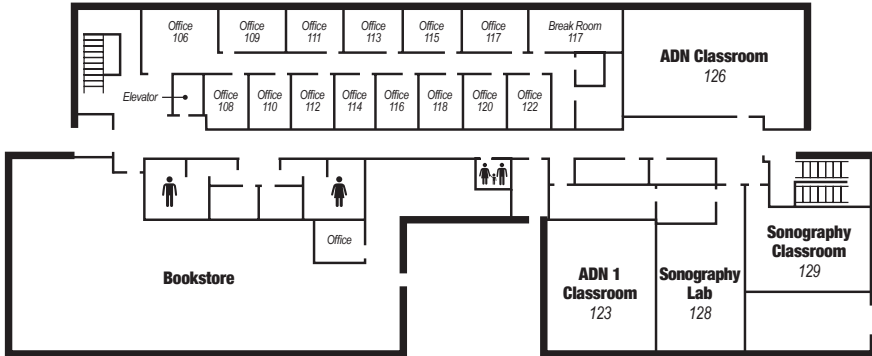 Office
106
Office
109
Office
111
Office
113
Office
115
Office
117
Break Room
117
ADN Classroom
126
Elevator
Office
108
Office
110
Office
112
Office
114
Office
116
Office
118
Office
120
Office
122
Office
Bookstore
ADN 1
Classroom
123
Sonography
Lab
128
Sonography
Classroom
129